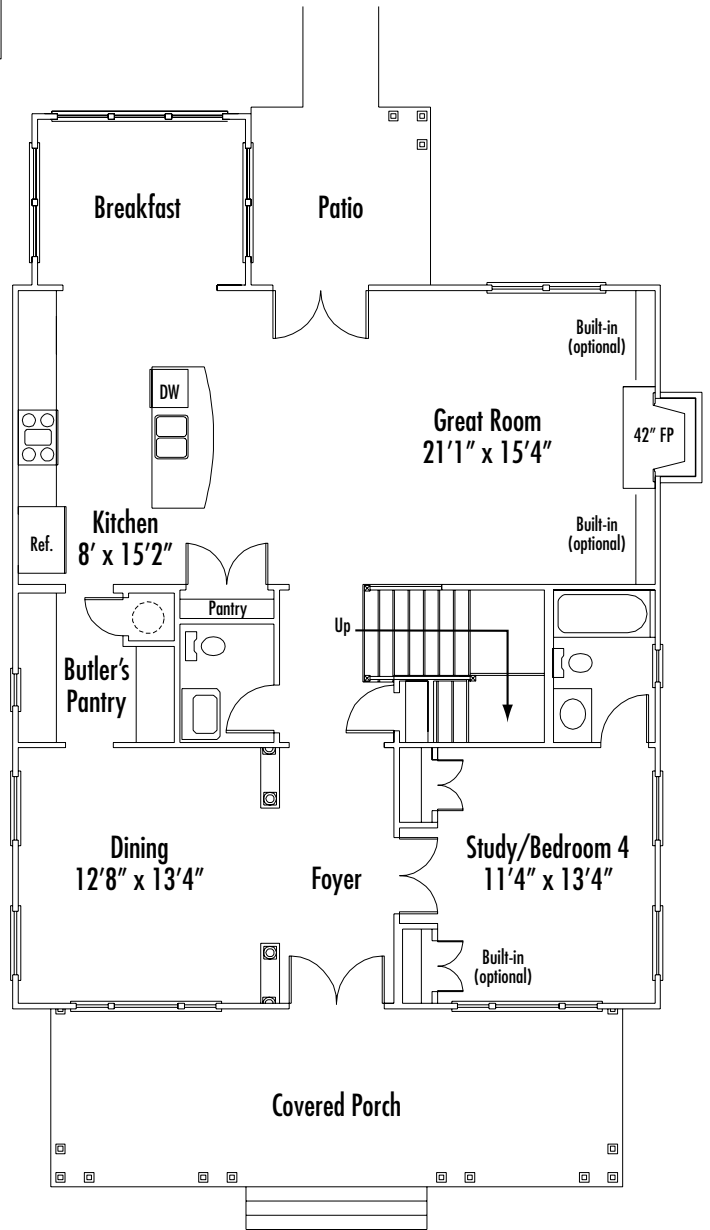 Breakfast
Patio
Built-in
(optional)
DW
Great Room
21'1" x 15'4"
42" FP
Kitchen
8' x 15'2"
Ref.
Built-in
(optional)
Pantry
Up
Butler's
Pantry
Dining
12'8" x 13'4"
Foyer
Study/Bedroom 4
11'4" x 13'4"
Built-in
(optional)
Covered Porch